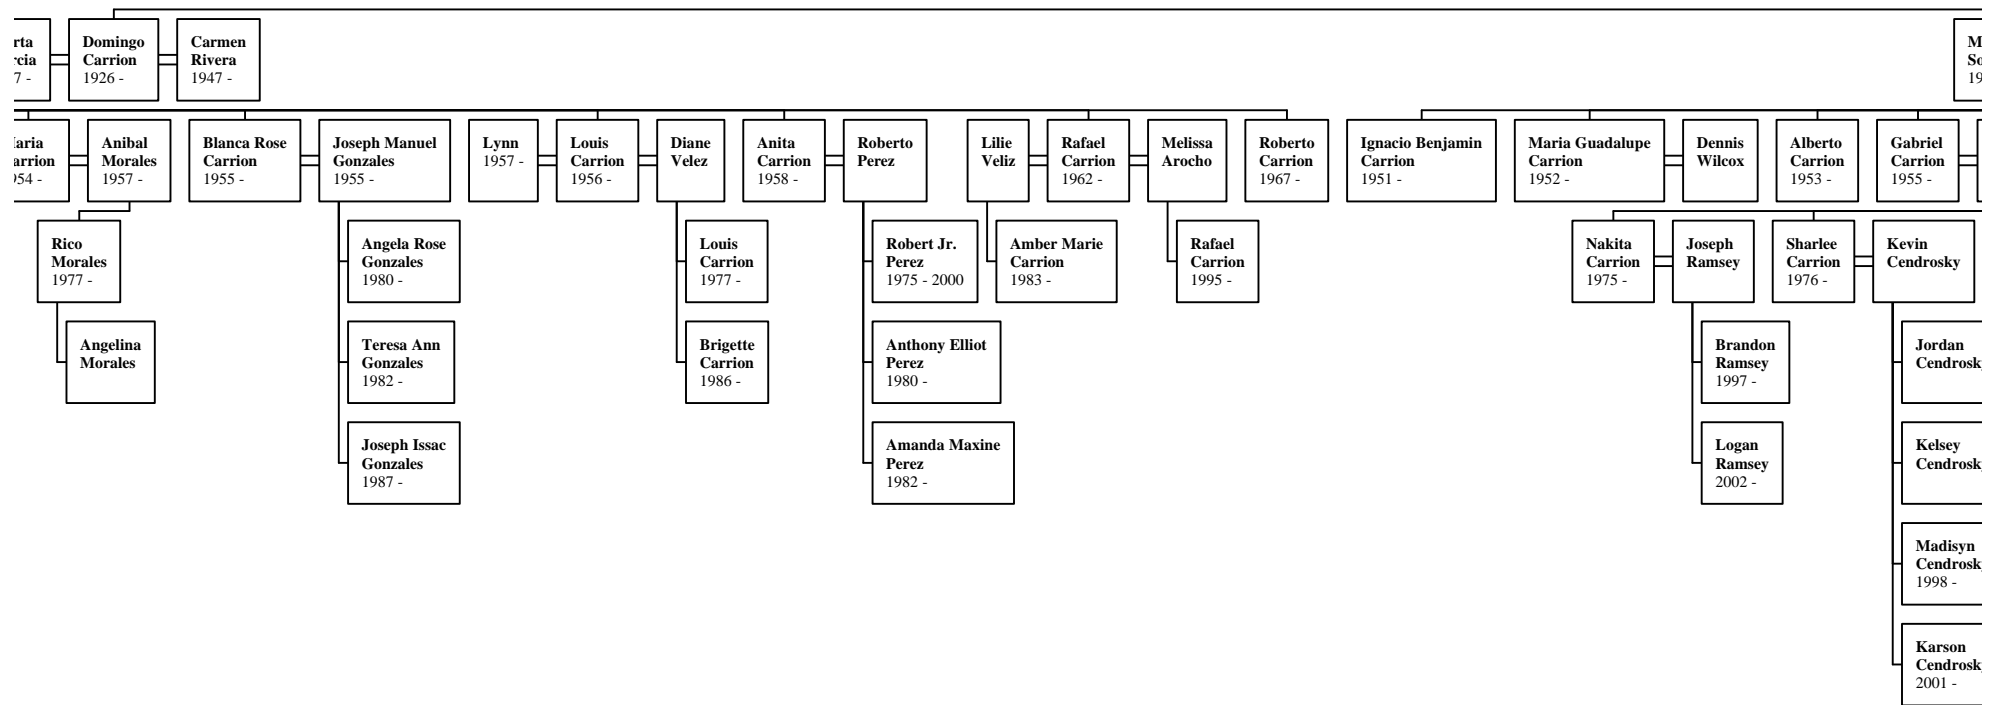 Domingo
Carrion
1926 -
Carmen
Rivera
1947 -
Anibal
Morales
1957 -
Blanca Rose
Carrion
1955 -
Joseph Manuel
Gonzales
1955 -
Lynn
1957 -
Louis
Carrion
1956 -
Diane
Velez
Anita
Carrion
1958 -
Roberto
Perez
Lilie
Veliz
Rafael
Carrion
1962 -
Melissa
Arocho
Roberto
Carrion
1967 -
Ignacio Benjamin
Carrion
1951 -
Maria Guadalupe
Carrion
1952 -
Dennis
Wilcox
Alberto
Carrion
1953 -
Gabriel
Carrion
1955 -
Rico
Morales
1977 -
Angela Rose
Gonzales
1980 -
Louis
Carrion
1977 -
Robert Jr.
Perez
1975 - 2000
Amber Marie
Carrion
1983 -
Rafael
Carrion
1995 -
Nakita
Carrion
1975 -
Joseph
Ramsey
Sharlee
Carrion
1976 -
Kevin
Cendrosky
Angelina
Morales
Teresa Ann
Gonzales
1982 -
Brigette
Carrion
1986 -
Anthony Elliot
Perez
1980 -
Brandon
Ramsey
1997 -
Jordan
Joseph Issac
Gonzales
1987 -
Amanda Maxine
Perez
1982 -
Logan
Ramsey
2002 -
Kelsey
Madisyn
1998 -
Karson
2001 -